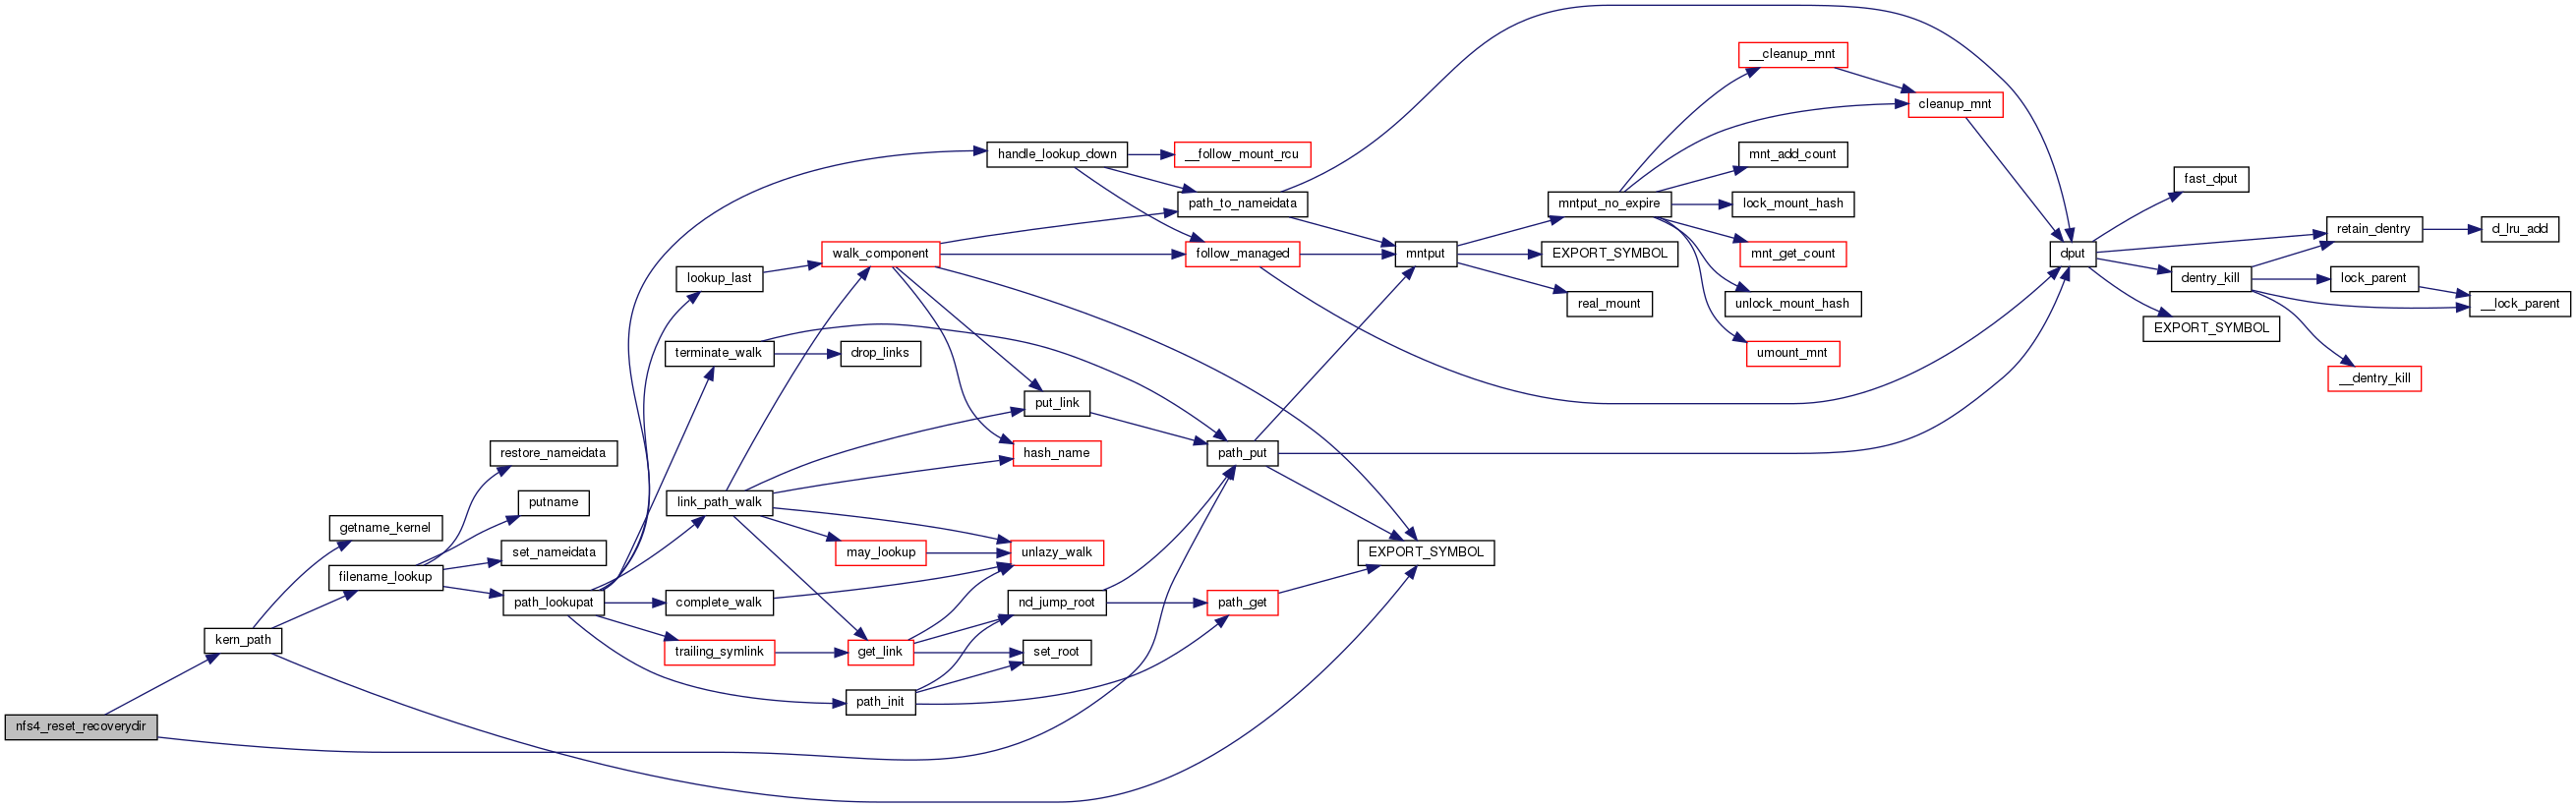 nfs4_reset_recoverydir
kern_path
getname_kernel
filename_lookup
restore_nameidata
putname
set_nameidata
path_lookupat
handle_lookup_down
lookup_last
terminate_walk
link_path_walk
complete_walk
trailing_symlink
walk_component
drop_links
may_lookup
get_link
path_init
put_link
hash_name
unlazy_walk
nd_jump_root
set_root
__follow_mount_rcu
path_to_nameidata
follow_managed
path_put
path_get
mntput
EXPORT_SYMBOL
mntput_no_expire
EXPORT_SYMBOL
real_mount
__cleanup_mnt
mnt_add_count
lock_mount_hash
mnt_get_count
unlock_mount_hash
umount_mnt
cleanup_mnt
dput
fast_dput
dentry_kill
EXPORT_SYMBOL
retain_dentry
lock_parent
__dentry_kill
d_lru_add
__lock_parent